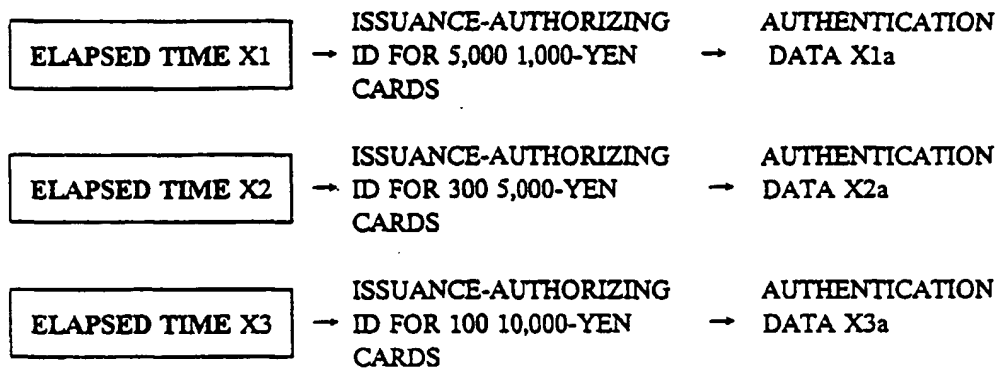 ELAPSED TIME X1 → ISSUANCE-AUTHORIZING ID FOR 5,000 1,000-YEN CARDS → AUTHENTICATION DATA X1a
ELAPSED TIME X2 → ISSUANCE-AUTHORIZING ID FOR 300 5,000-YEN CARDS → AUTHENTICATION DATA X2a
ELAPSED TIME X3 → ISSUANCE-AUTHORIZING ID FOR 100 10,000-YEN CARDS → AUTHENTICATION DATA X3a